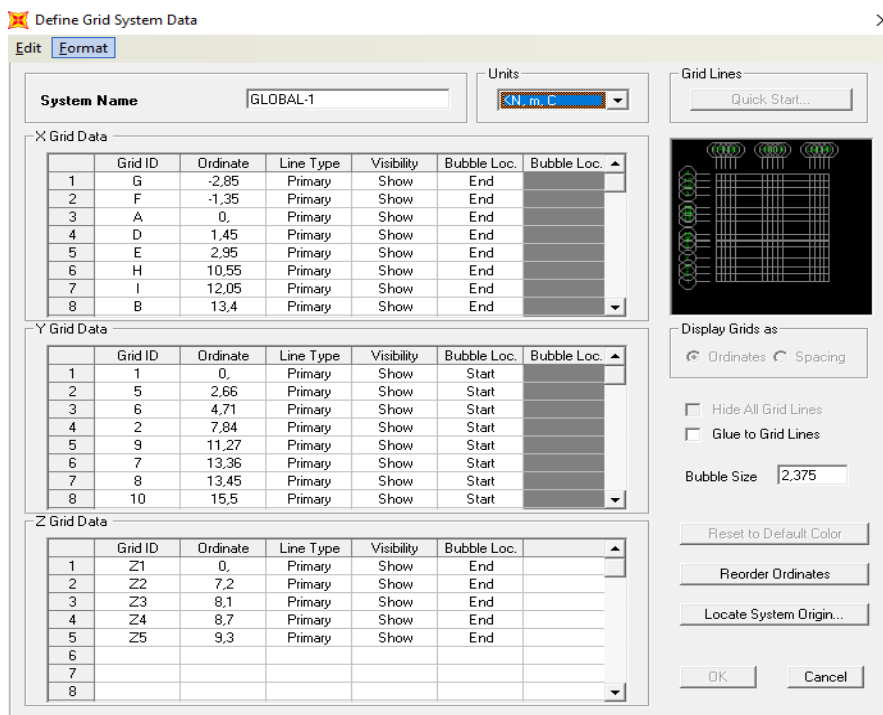 Define Grid System Data
Edit Format
System Name GLOBAL-1
Units
KN, m, C
Grid Lines
Quick Start...
X Grid Data
Grid ID Ordinate Line Type Visibility Bubble Loc. Bubble Loc.
1 G -2,85 Primary Show End
2 F -1,35 Primary Show End
3 A 0, Primary Show End
4 D 1,45 Primary Show End
5 E 2,95 Primary Show End
6 H 10,55 Primary Show End
7 I 12,05 Primary Show End
8 B 13,4 Primary Show End
Y Grid Data
Grid ID Ordinate Line Type Visibility Bubble Loc. Bubble Loc.
1 1 0, Primary Show Start
2 5 2,66 Primary Show Start
3 6 4,71 Primary Show Start
4 2 7,84 Primary Show Start
5 9 11,27 Primary Show Start
6 7 13,36 Primary Show Start
7 8 13,45 Primary Show Start
8 10 15,5 Primary Show Start
Display Grids as
Ordinates Spacing
Hide All Grid Lines
Glue to Grid Lines
Bubble Size 2,375
Z Grid Data
Grid ID Ordinate Line Type Visibility Bubble Loc.
1 Z1 0, Primary Show End
2 Z2 7,2 Primary Show End
3 Z3 8,1 Primary Show End
4 Z4 8,7 Primary Show End
5 Z5 9,3 Primary Show End
6
7
8
Reset to Default Color
Reorder Ordinates
Locate System Origin...
OK Cancel